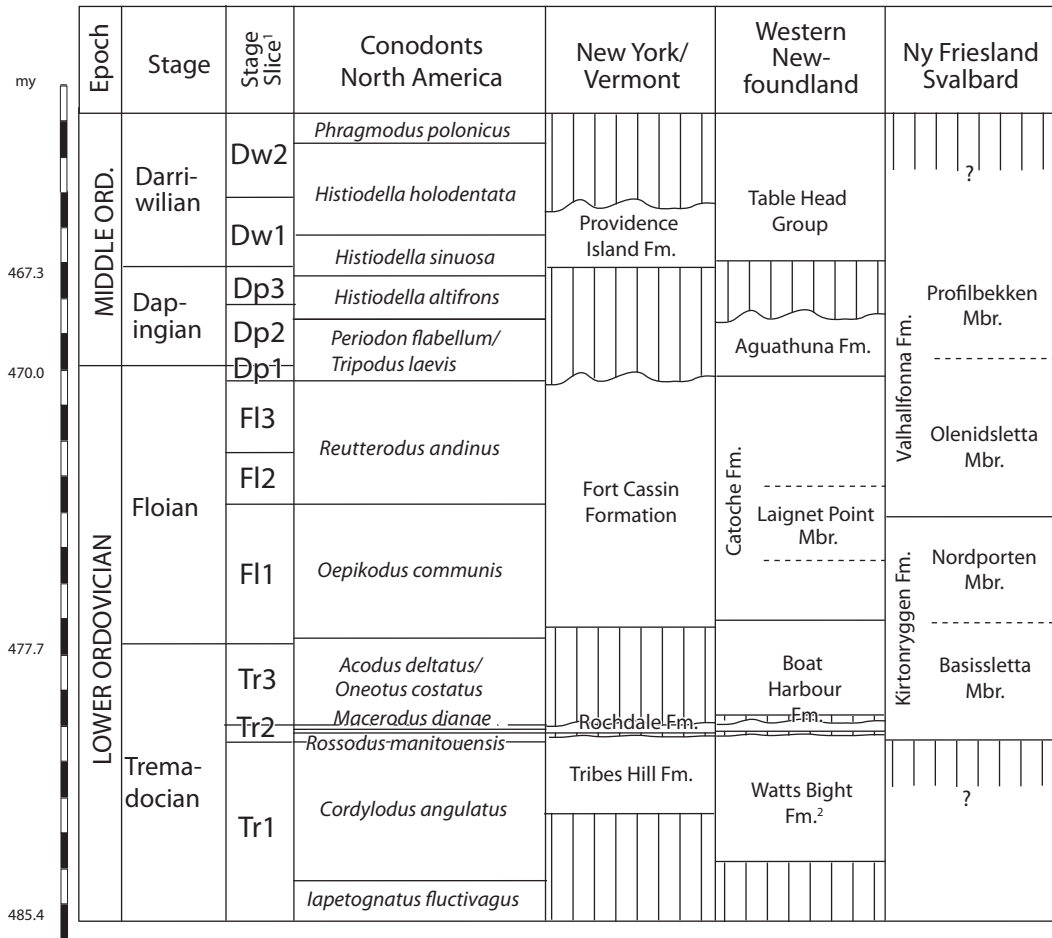 my
Epoch
Stage
Stage
Slice1
Conodonts
North America
New York/
Vermont
Western
New-
foundland
Ny Friesland
Svalbard
467.3
470.0
477.7
485.4
MIDDLE ORD.
LOWER ORDOVICIAN
Darri-
wilian
Dap-
ingian
Floian
Trema-
docian
Dw2
Dw1
Dp3
Dp2
Dp1
Fl3
Fl2
Fl1
Tr3
Tr2
Tr1
Phragmodus polonicus
Histiodella holodentata
Histiodella sinuosa
Histiodella altifrons
Periodon flabellum/
Tripodus laevis
Reutterodus andinus
Oepikodus communis
Acodus deltatus/
Oneotus costatus
Macerodus dianae
Rossodus manitouensis
Cordylodus angulatus
Iapetognatus fluctivagus
Providence
Island Fm.
Fort Cassin
Formation
Rochdale Fm.
Tribes Hill Fm.
Table Head
Group
Aguathuna Fm.
Catoche Fm.
Laignet Point
Mbr.
Boat
Harbour
Fm.
Watts Bight
Fm.2
?
Valhallfonna Fm.
Profilbekken
Mbr.
Olenidsletta
Mbr.
Kirtonryggen Fm.
Nordporten
Mbr.
Basissletta
Mbr.
?